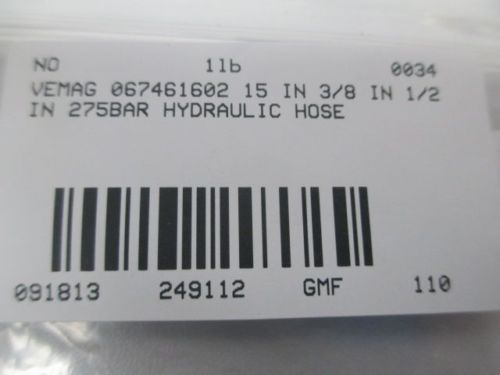 NO 1lb 0034
VEMAG 067461602 15 IN 3/8 IN 1/2
IN 275BAR HYDRAULIC HOSE
091813 249112 GMF 110